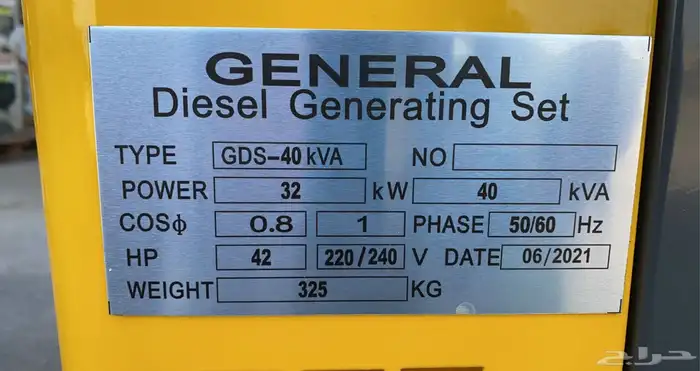 GENERAL
Diesel Generating Set
TYPE GDS-40 kVA NO
POWER 32 kW 40 kVA
COSϕ 0.8 1 PHASE 50/60 Hz
HP 42 220/240 V DATE 06/2021
WEIGHT 325 KG
حراج